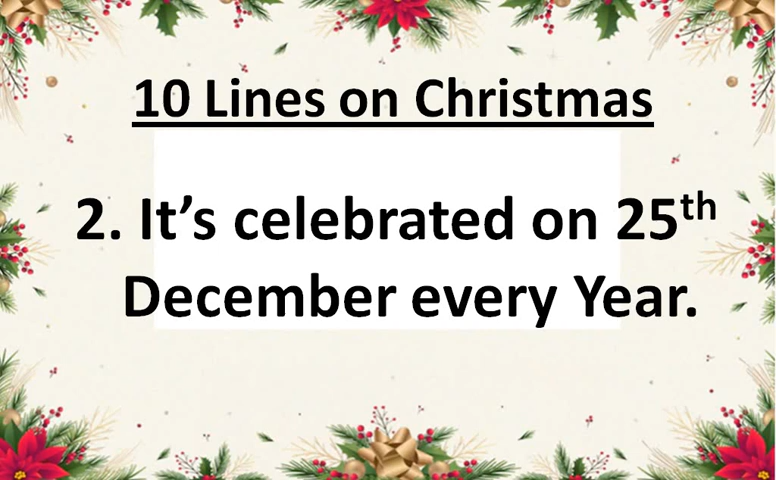 10 Lines on Christmas
2. It’s celebrated on 25th
December every Year.